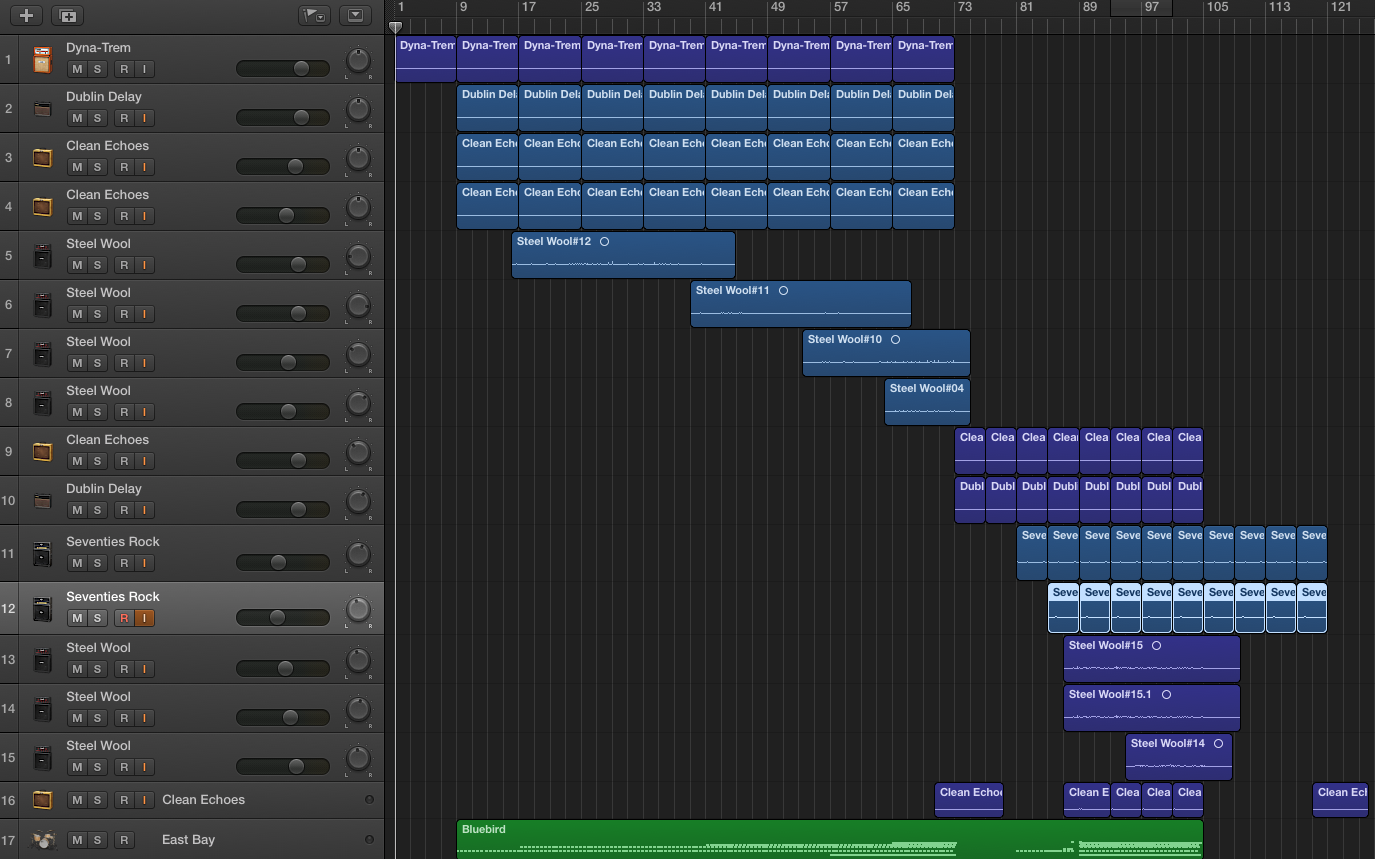 1 9 17 25 33 41 49 57 65 73 81 89 97 105 113 121
1 Dyna-Trem M S R I L R Dyna-Trem Dyna-Trem Dyna-Trem Dyna-Trem Dyna-Trem Dyna-Trem Dyna-Trem Dyna-Trem Dyna-Trem
2 Dublin Delay M S R I L R Dublin Del Dublin Dela Dublin Dela Dublin Del Dublin Dela Dublin Dela Dublin Dela Dublin Dela
3 Clean Echoes M S R I L R Clean Echo Clean Echo Clean Echo Clean Echo Clean Echo Clean Echo Clean Echo Clean Echo
4 Clean Echoes M S R I L R Clean Echo Clean Echo Clean Echo Clean Echo Clean Echo Clean Echo Clean Echo Clean Echo
5 Steel Wool M S R I L R Steel Wool#12
6 Steel Wool M S R I L R Steel Wool#11
7 Steel Wool M S R I L R Steel Wool#10
8 Steel Wool M S R I L R Steel Wool#04
9 Clean Echoes M S R I L R Clea Clea Clea Clea Clea Clea Clea Clea
10 Dublin Delay M S R I L R Dubl Dubl Dubl Dubl Dubl Dubl Dubl Dubl
11 Seventies Rock M S R I L R Seve Seve Seve Seve Seve Seve Seve Seve Seve Seve
12 Seventies Rock M S R I L R Seve Seve Seve Seve Seve Seve Seve Seve Seve
13 Steel Wool M S R I L R Steel Wool#15
14 Steel Wool M S R I L R Steel Wool#15.1
15 Steel Wool M S R I L R Steel Wool#14
16 M S R I Clean Echoes Clean Echo Clean E Clea Clea Clea Clean Ech
17 M S R East Bay Bluebird